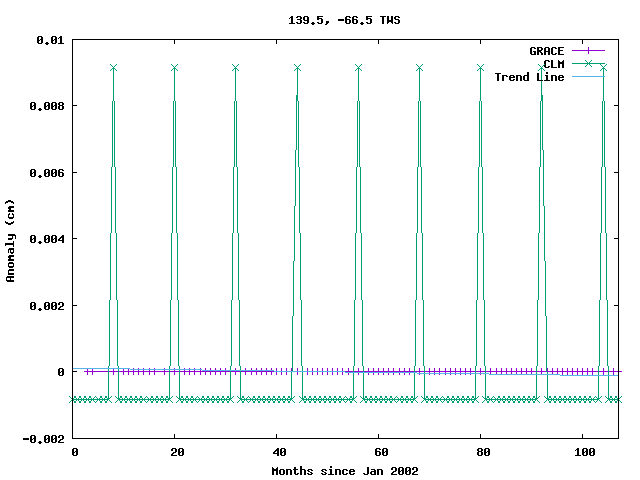 139.5, -66.5 TWS
GRACE
CLM
Trend Line
0.01
0.008
0.006
0.004
0.002
0
-0.002
Anomaly (cm)
0 20 40 60 80 100
Months since Jan 2002